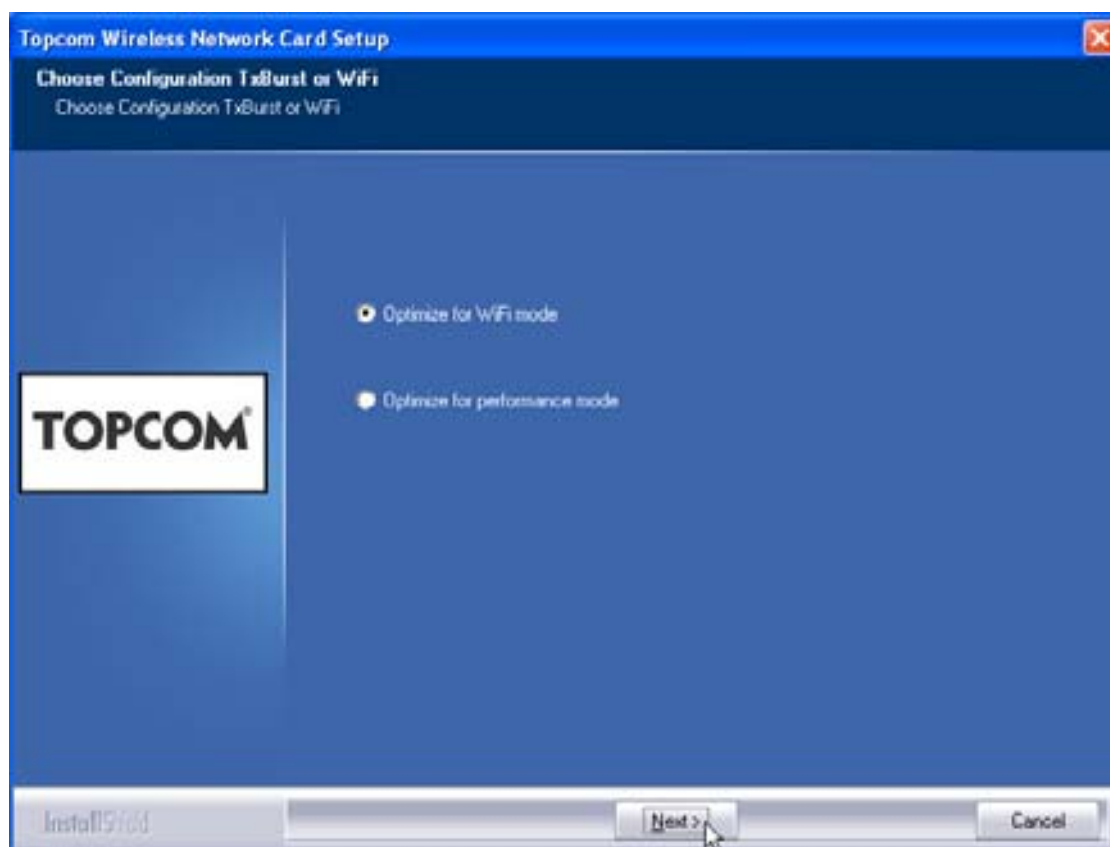 Topcom Wireless Network Card Setup
Choose Configuration TxBurst or WiFi
Choose Configuration TxBurst or WiFi
Optimize for WiFi mode
Optimize for performance mode
TOPCOM®
InstallShield
Next >
Cancel